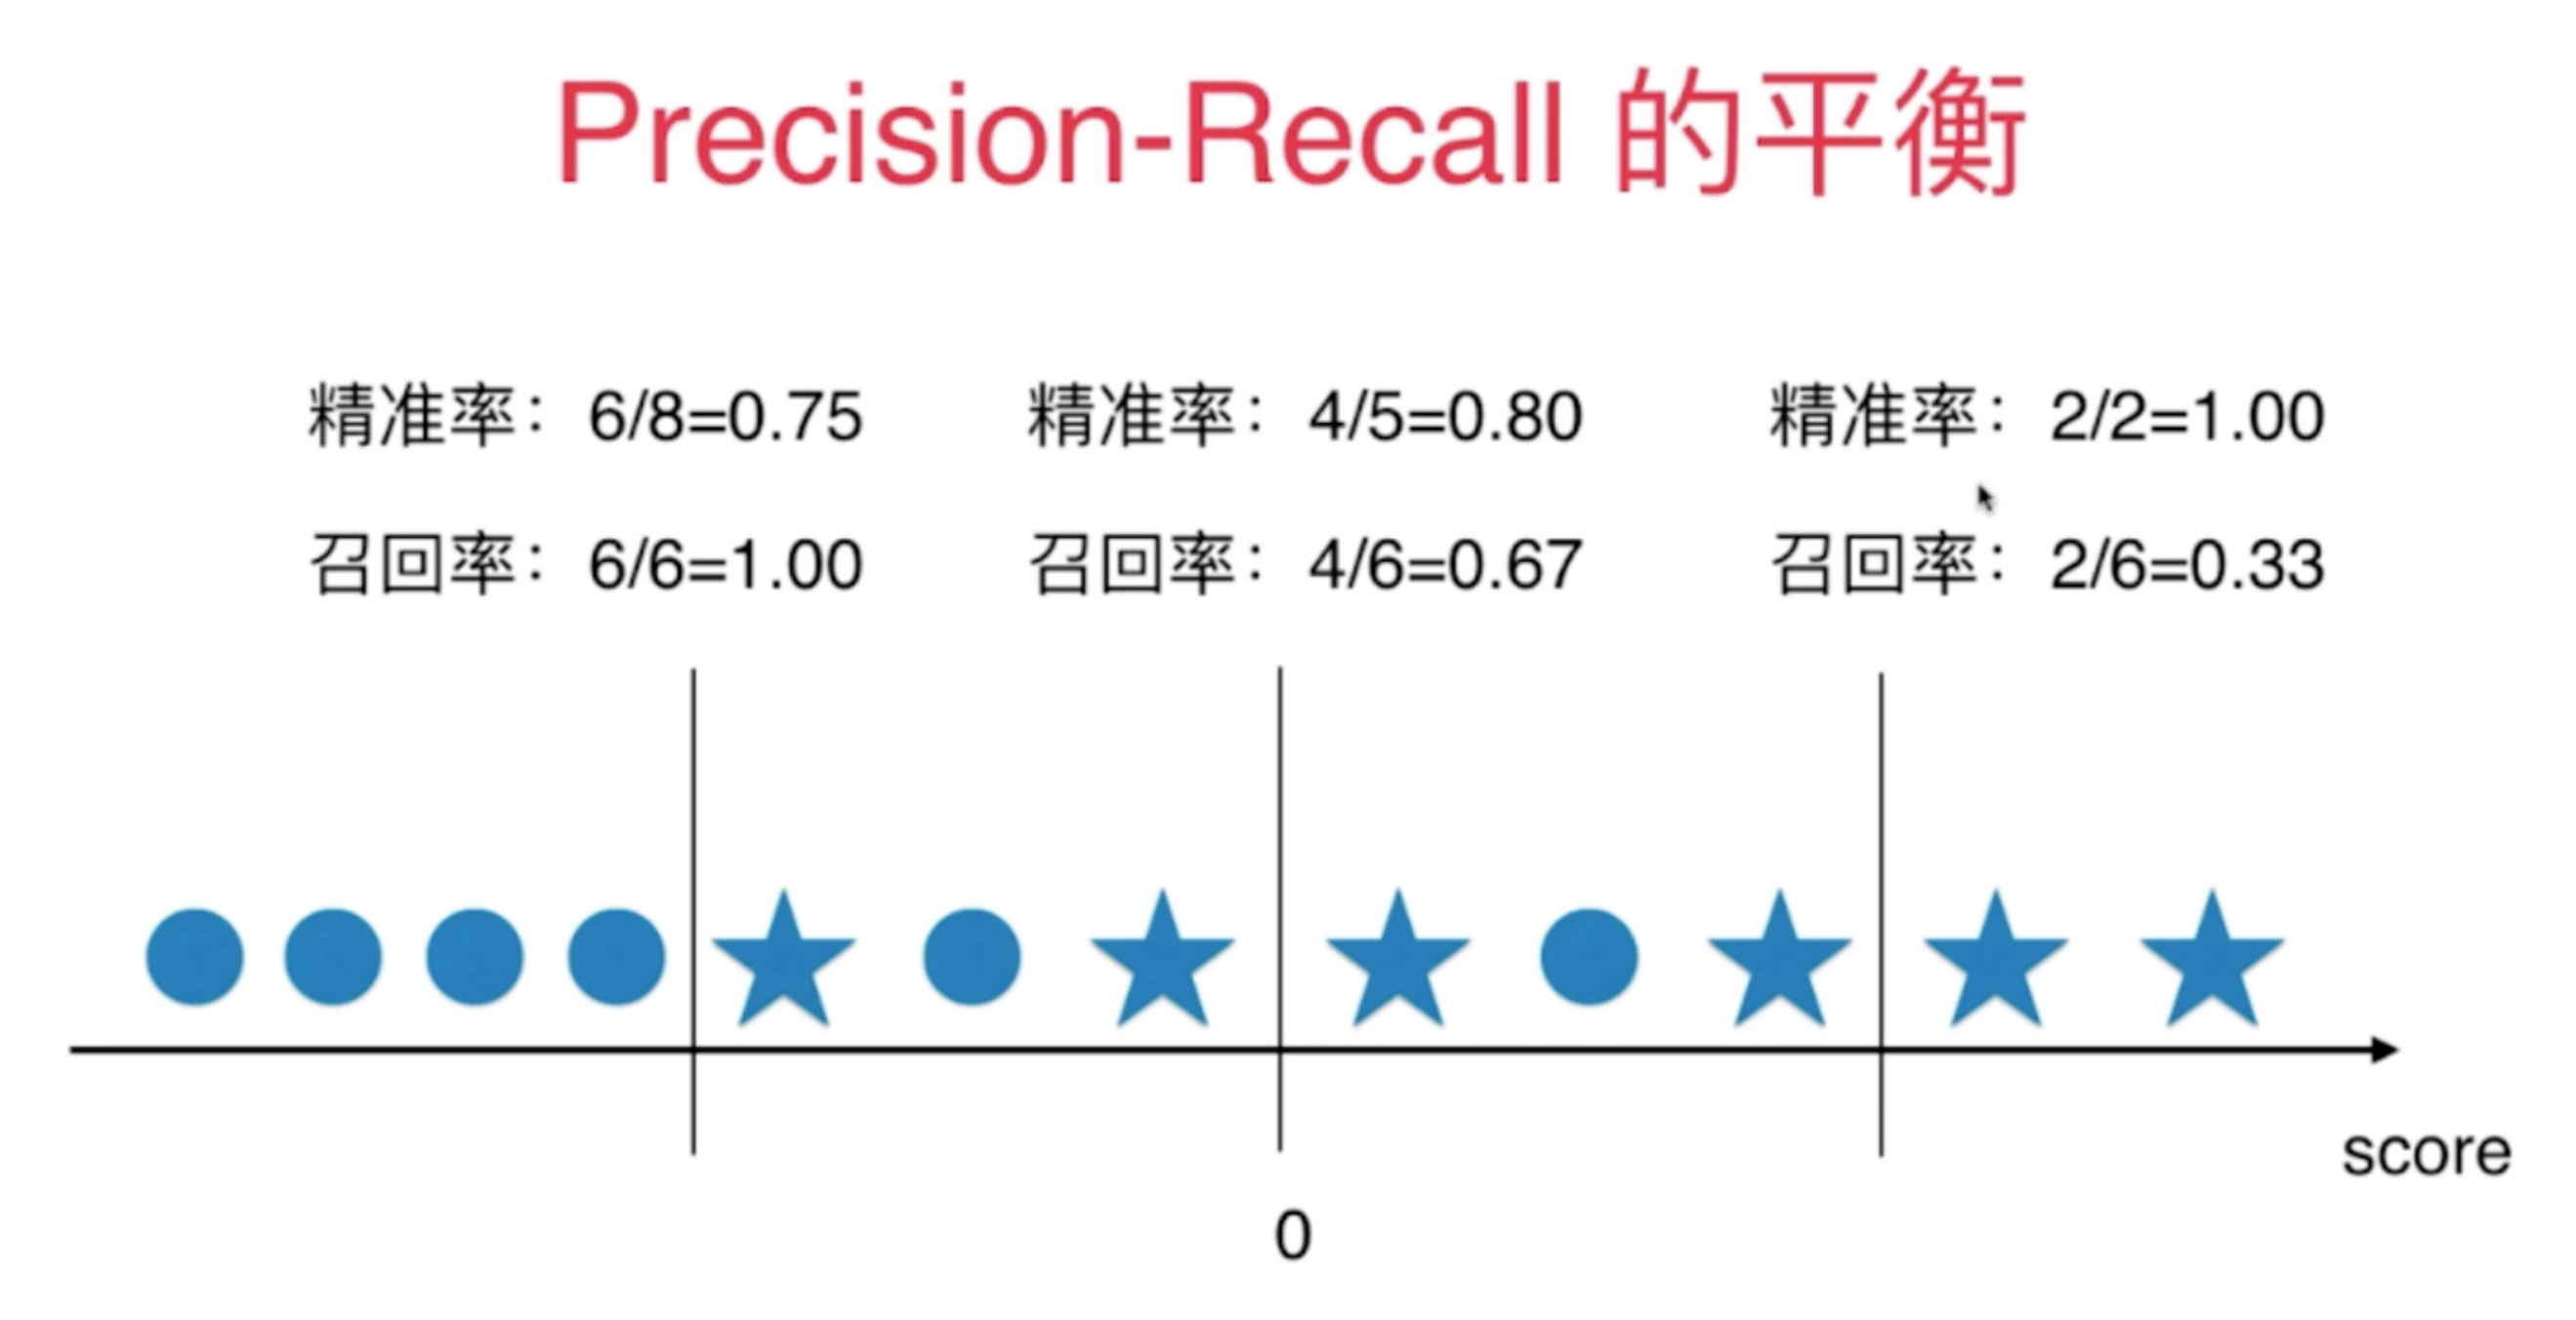 Precision-Recall 的平衡
精准率：6/8=0.75
精准率：4/5=0.80
精准率：2/2=1.00
召回率：6/6=1.00
召回率：4/6=0.67
召回率：2/6=0.33
score
0